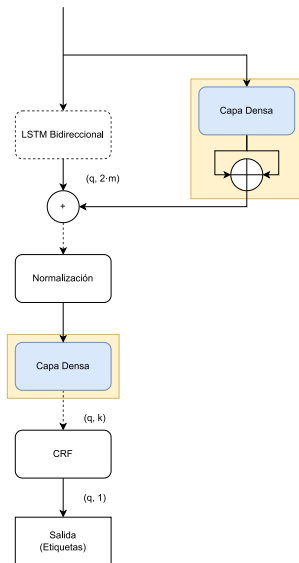 Capa Densa
LSTM Bidireccional
(q, 2·m)
+
Normalización
Capa Densa
(q, k)
CRF
(q, 1)
Salida
(Etiquetas)